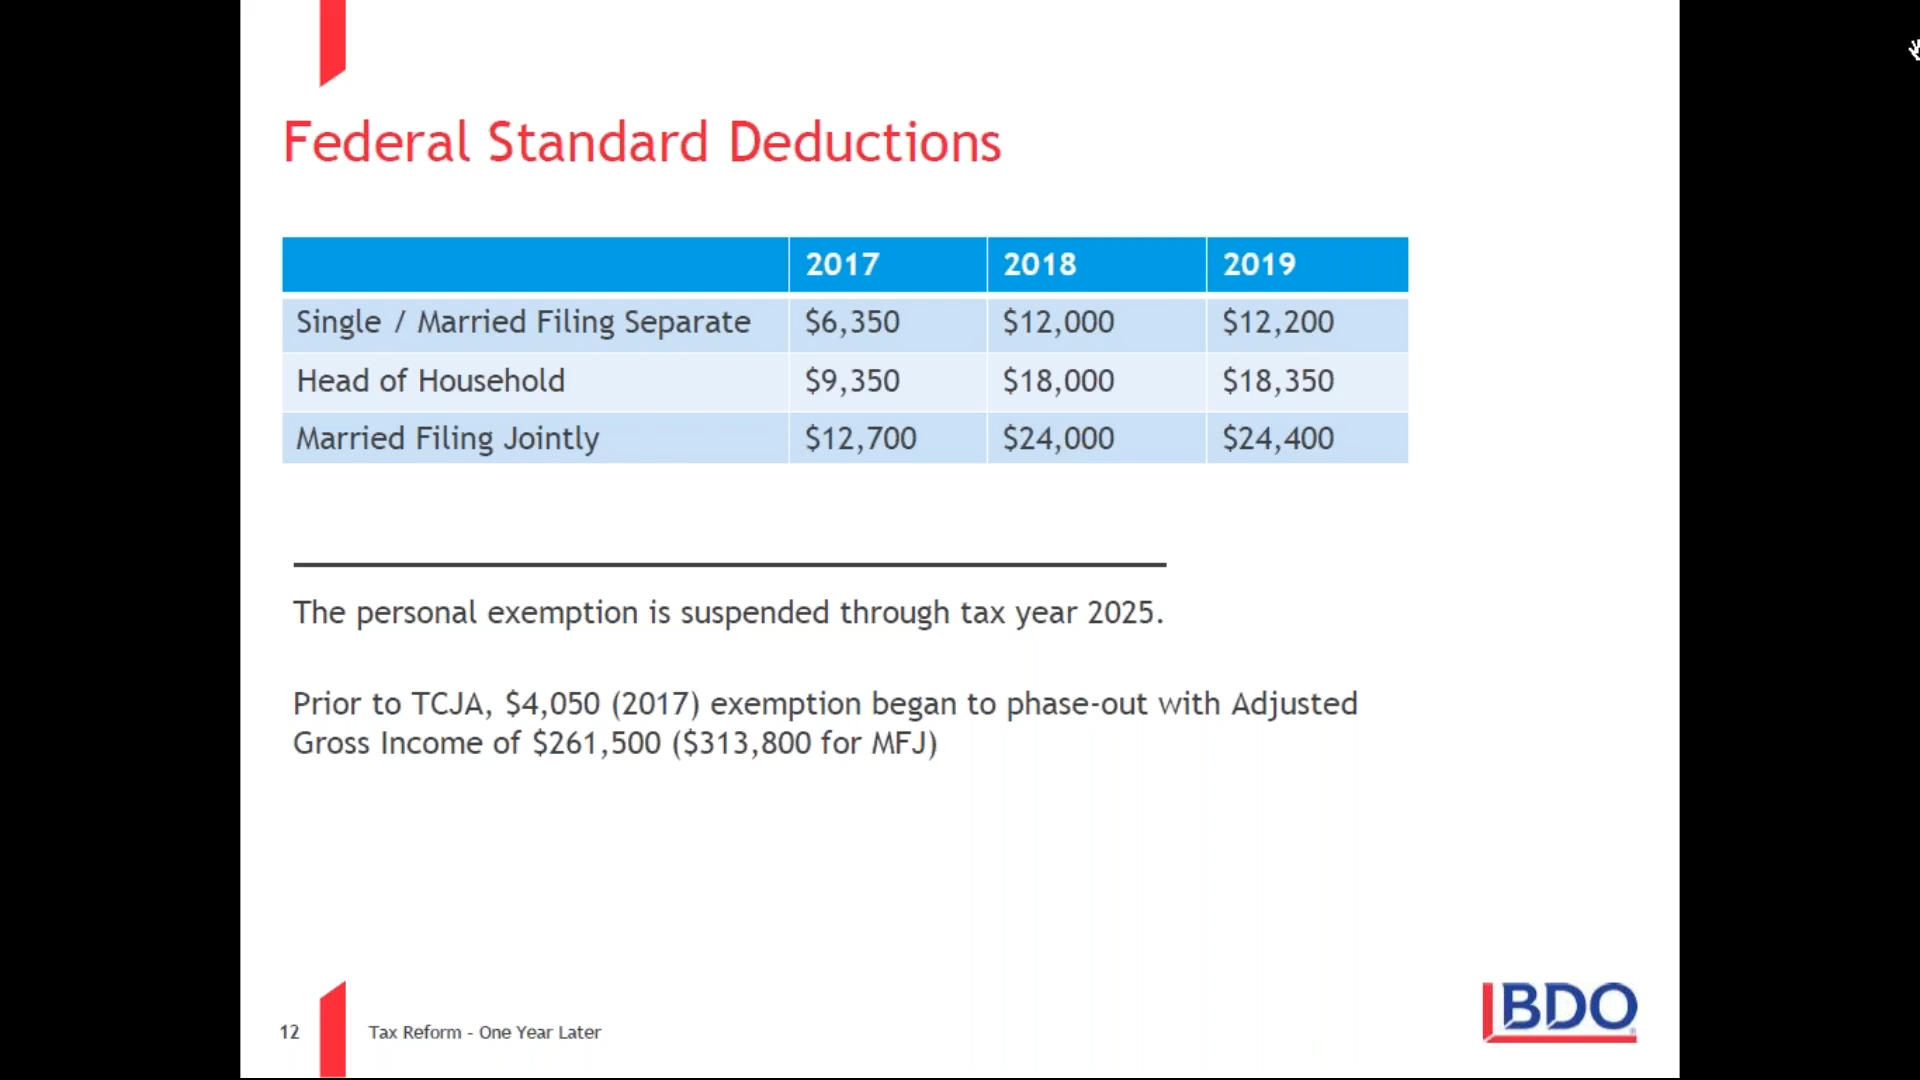 Federal Standard Deductions
2017 2018 2019
Single / Married Filing Separate $6,350 $12,000 $12,200
Head of Household $9,350 $18,000 $18,350
Married Filing Jointly $12,700 $24,000 $24,400
The personal exemption is suspended through tax year 2025.
Prior to TCJA, $4,050 (2017) exemption began to phase-out with Adjusted
Gross Income of $261,500 ($313,800 for MFJ)
12 Tax Reform - One Year Later
BDO